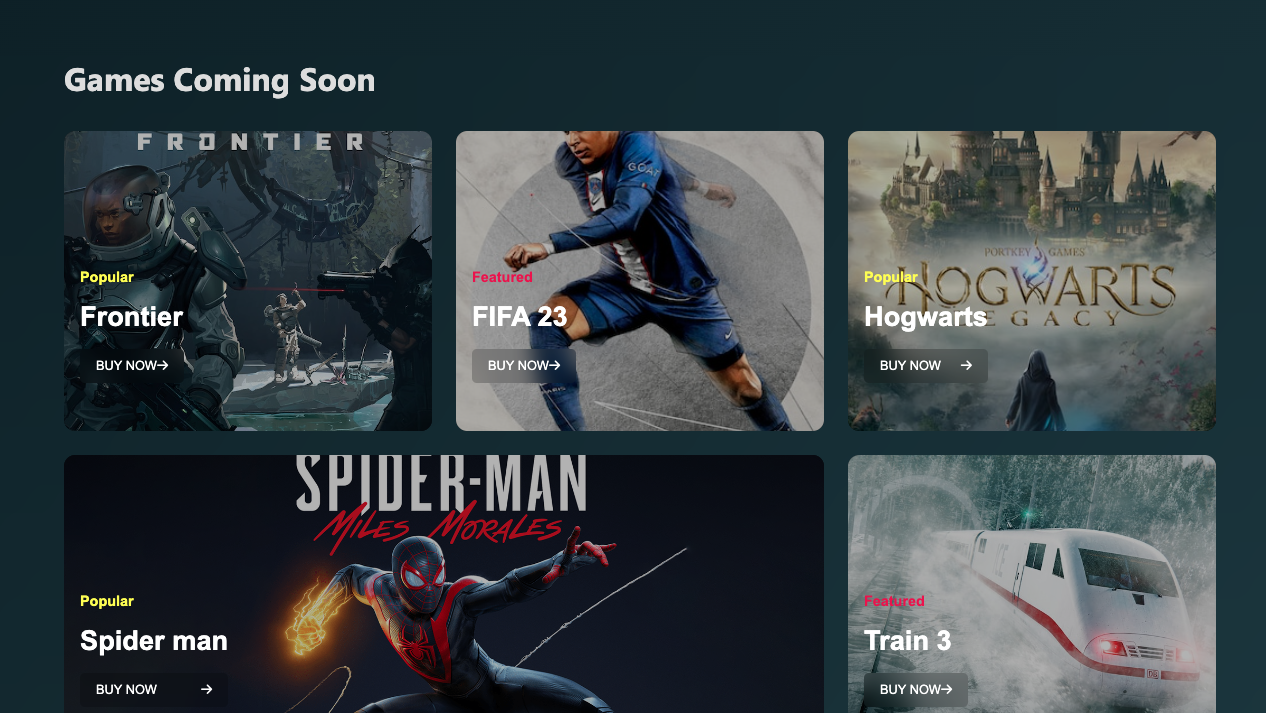 Games Coming Soon
FRONTIER
Popular
Frontier
BUY NOW→
GOAT
Featured
FIFA 23
BUY NOW→
PORTKEY GAMES
HOGWARTS
LEGACY
Popular
Hogwarts
BUY NOW →
SPIDER-MAN
MILES MORALES
Popular
Spider man
BUY NOW →
Featured
Train 3
BUY NOW→